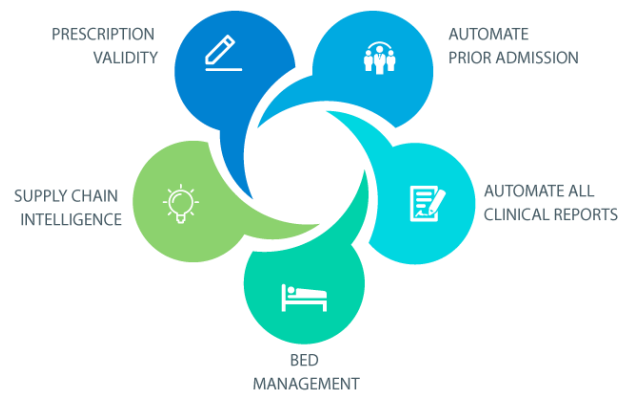 PRESCRIPTION
VALIDITY
AUTOMATE
PRIOR ADMISSION
SUPPLY CHAIN
INTELLIGENCE
AUTOMATE ALL
CLINICAL REPORTS
BED
MANAGEMENT